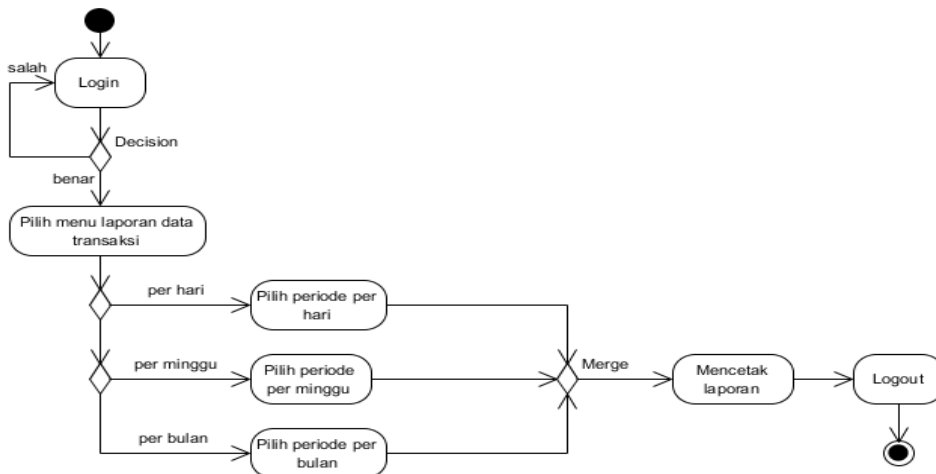 salah
Login
Decision
benar
Pilih menu laporan data
transaksi
per hari
Pilih periode per
hari
per minggu
Pilih periode
per minggu
Merge
Mencetak
laporan
Logout
per bulan
Pilih periode per
bulan